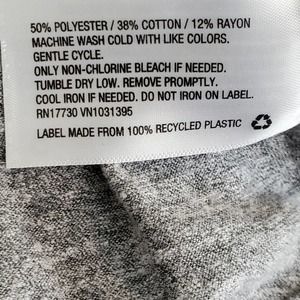 50% POLYESTER / 38% COTTON / 12% RAYON
MACHINE WASH COLD WITH LIKE COLORS.
GENTLE CYCLE.
ONLY NON-CHLORINE BLEACH IF NEEDED.
TUMBLE DRY LOW. REMOVE PROMPTLY.
COOL IRON IF NEEDED. DO NOT IRON ON LABEL.
RN17730 VN1031395
LABEL MADE FROM 100% RECYCLED PLASTIC